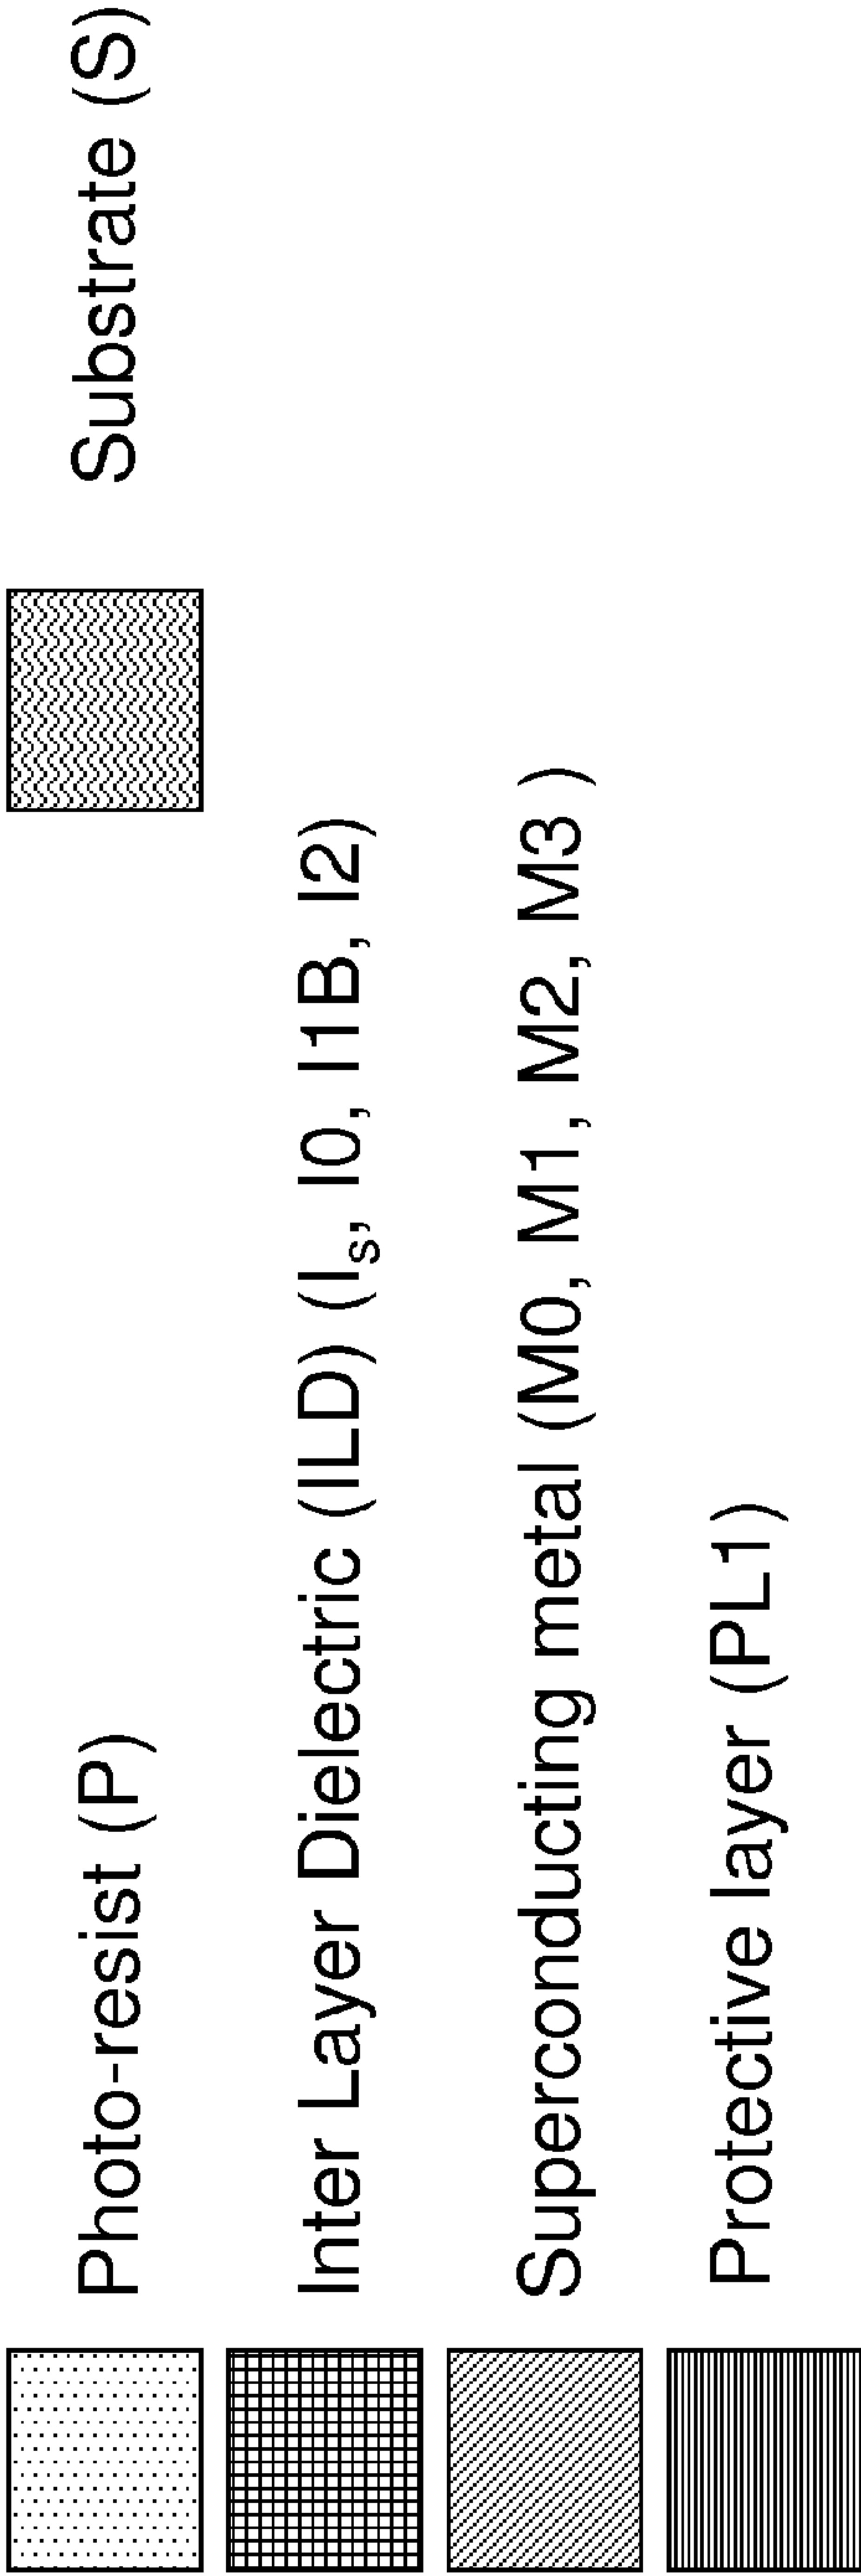 Photo-resist (P)
Substrate (S)
Inter Layer Dielectric (ILD) (Iₛ, I0, I1B, I2)
Superconducting metal (M0, M1, M2, M3 )
Protective layer (PL1)